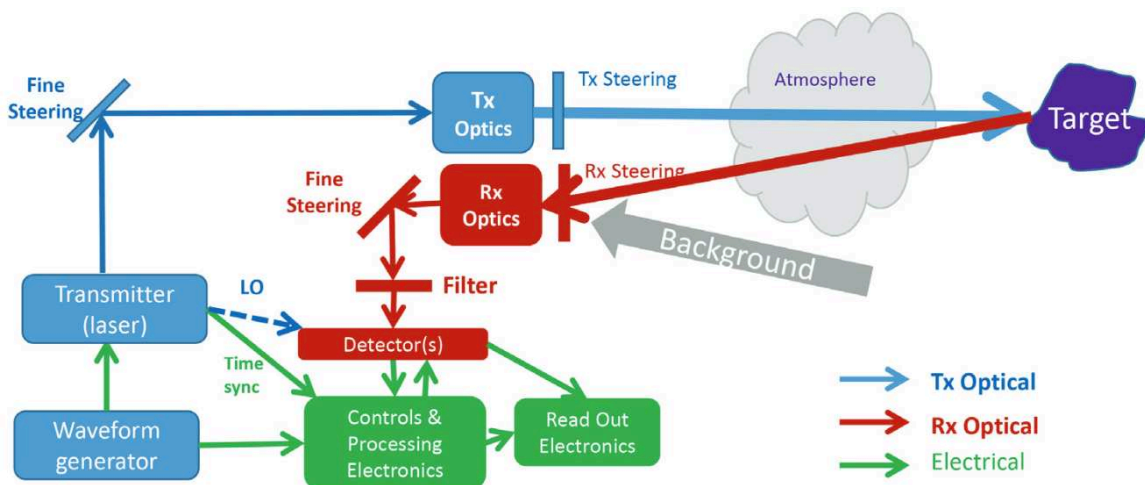 Fine
Steering
Tx
Optics
Tx Steering
Atmosphere
Target
Fine
Steering
Rx
Optics
Rx Steering
Background
Transmitter
(laser)
LO
Filter
Detector(s)
Time
sync
Waveform
generator
Controls &
Processing
Electronics
Read Out
Electronics
Tx Optical
Rx Optical
Electrical